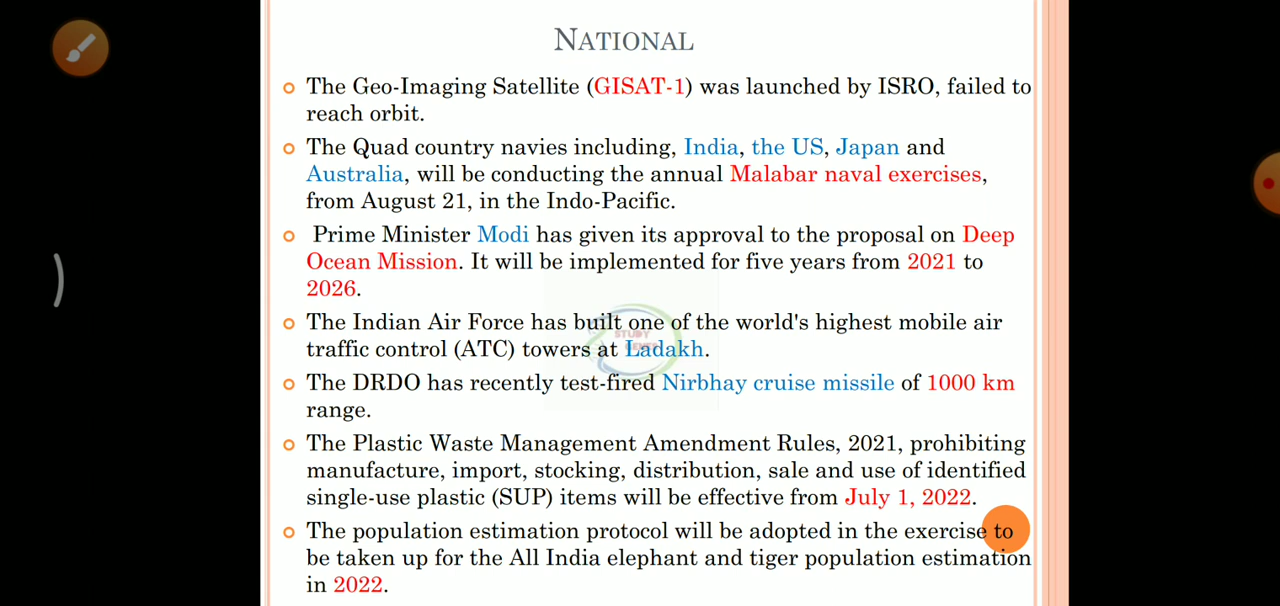 NATIONAL
The Geo-Imaging Satellite (GISAT-1) was launched by ISRO, failed to
reach orbit.
The Quad country navies including, India, the US, Japan and
Australia, will be conducting the annual Malabar naval exercises,
from August 21, in the Indo-Pacific.
Prime Minister Modi has given its approval to the proposal on Deep
Ocean Mission. It will be implemented for five years from 2021 to
2026.
The Indian Air Force has built one of the world's highest mobile air
traffic control (ATC) towers at Ladakh.
The DRDO has recently test-fired Nirbhay cruise missile of 1000 km
range.
The Plastic Waste Management Amendment Rules, 2021, prohibiting
manufacture, import, stocking, distribution, sale and use of identified
single-use plastic (SUP) items will be effective from July 1, 2022.
The population estimation protocol will be adopted in the exercise to
be taken up for the All India elephant and tiger population estimation
in 2022.
STUDY